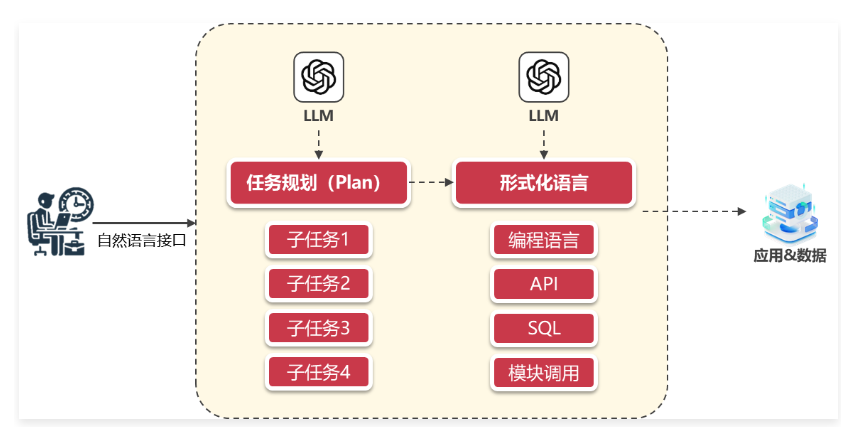 LLM
LLM
任务规划（Plan）
形式化语言
自然语言接口
子任务1
子任务2
子任务3
子任务4
编程语言
API
SQL
模块调用
应用&数据